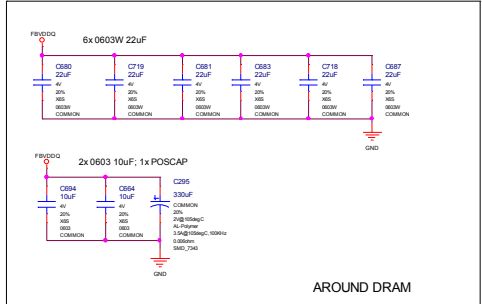 FBVDDQ
6x 0603W 22uF
C680
22uF
4V
20%
X6S
0603W
COMMON
C719
22uF
4V
20%
X6S
0603W
COMMON
C681
22uF
4V
20%
X6S
0603W
COMMON
C683
22uF
4V
20%
X6S
0603W
COMMON
C718
22uF
4V
20%
X6S
0603W
COMMON
C687
22uF
4V
20%
X6S
0603W
COMMON
GND
FBVDDQ
2x 0603 10uF; 1x POSCAP
C694
10uF
4V
20%
X6S
0603
COMMON
C664
10uF
4V
20%
X6S
0603
COMMON
C295
330uF
COMMON
20%
2V@105degC
AL-Polymer
3.5A@105degC,100KHz
0.006ohm
SMD_7343
GND
AROUND DRAM